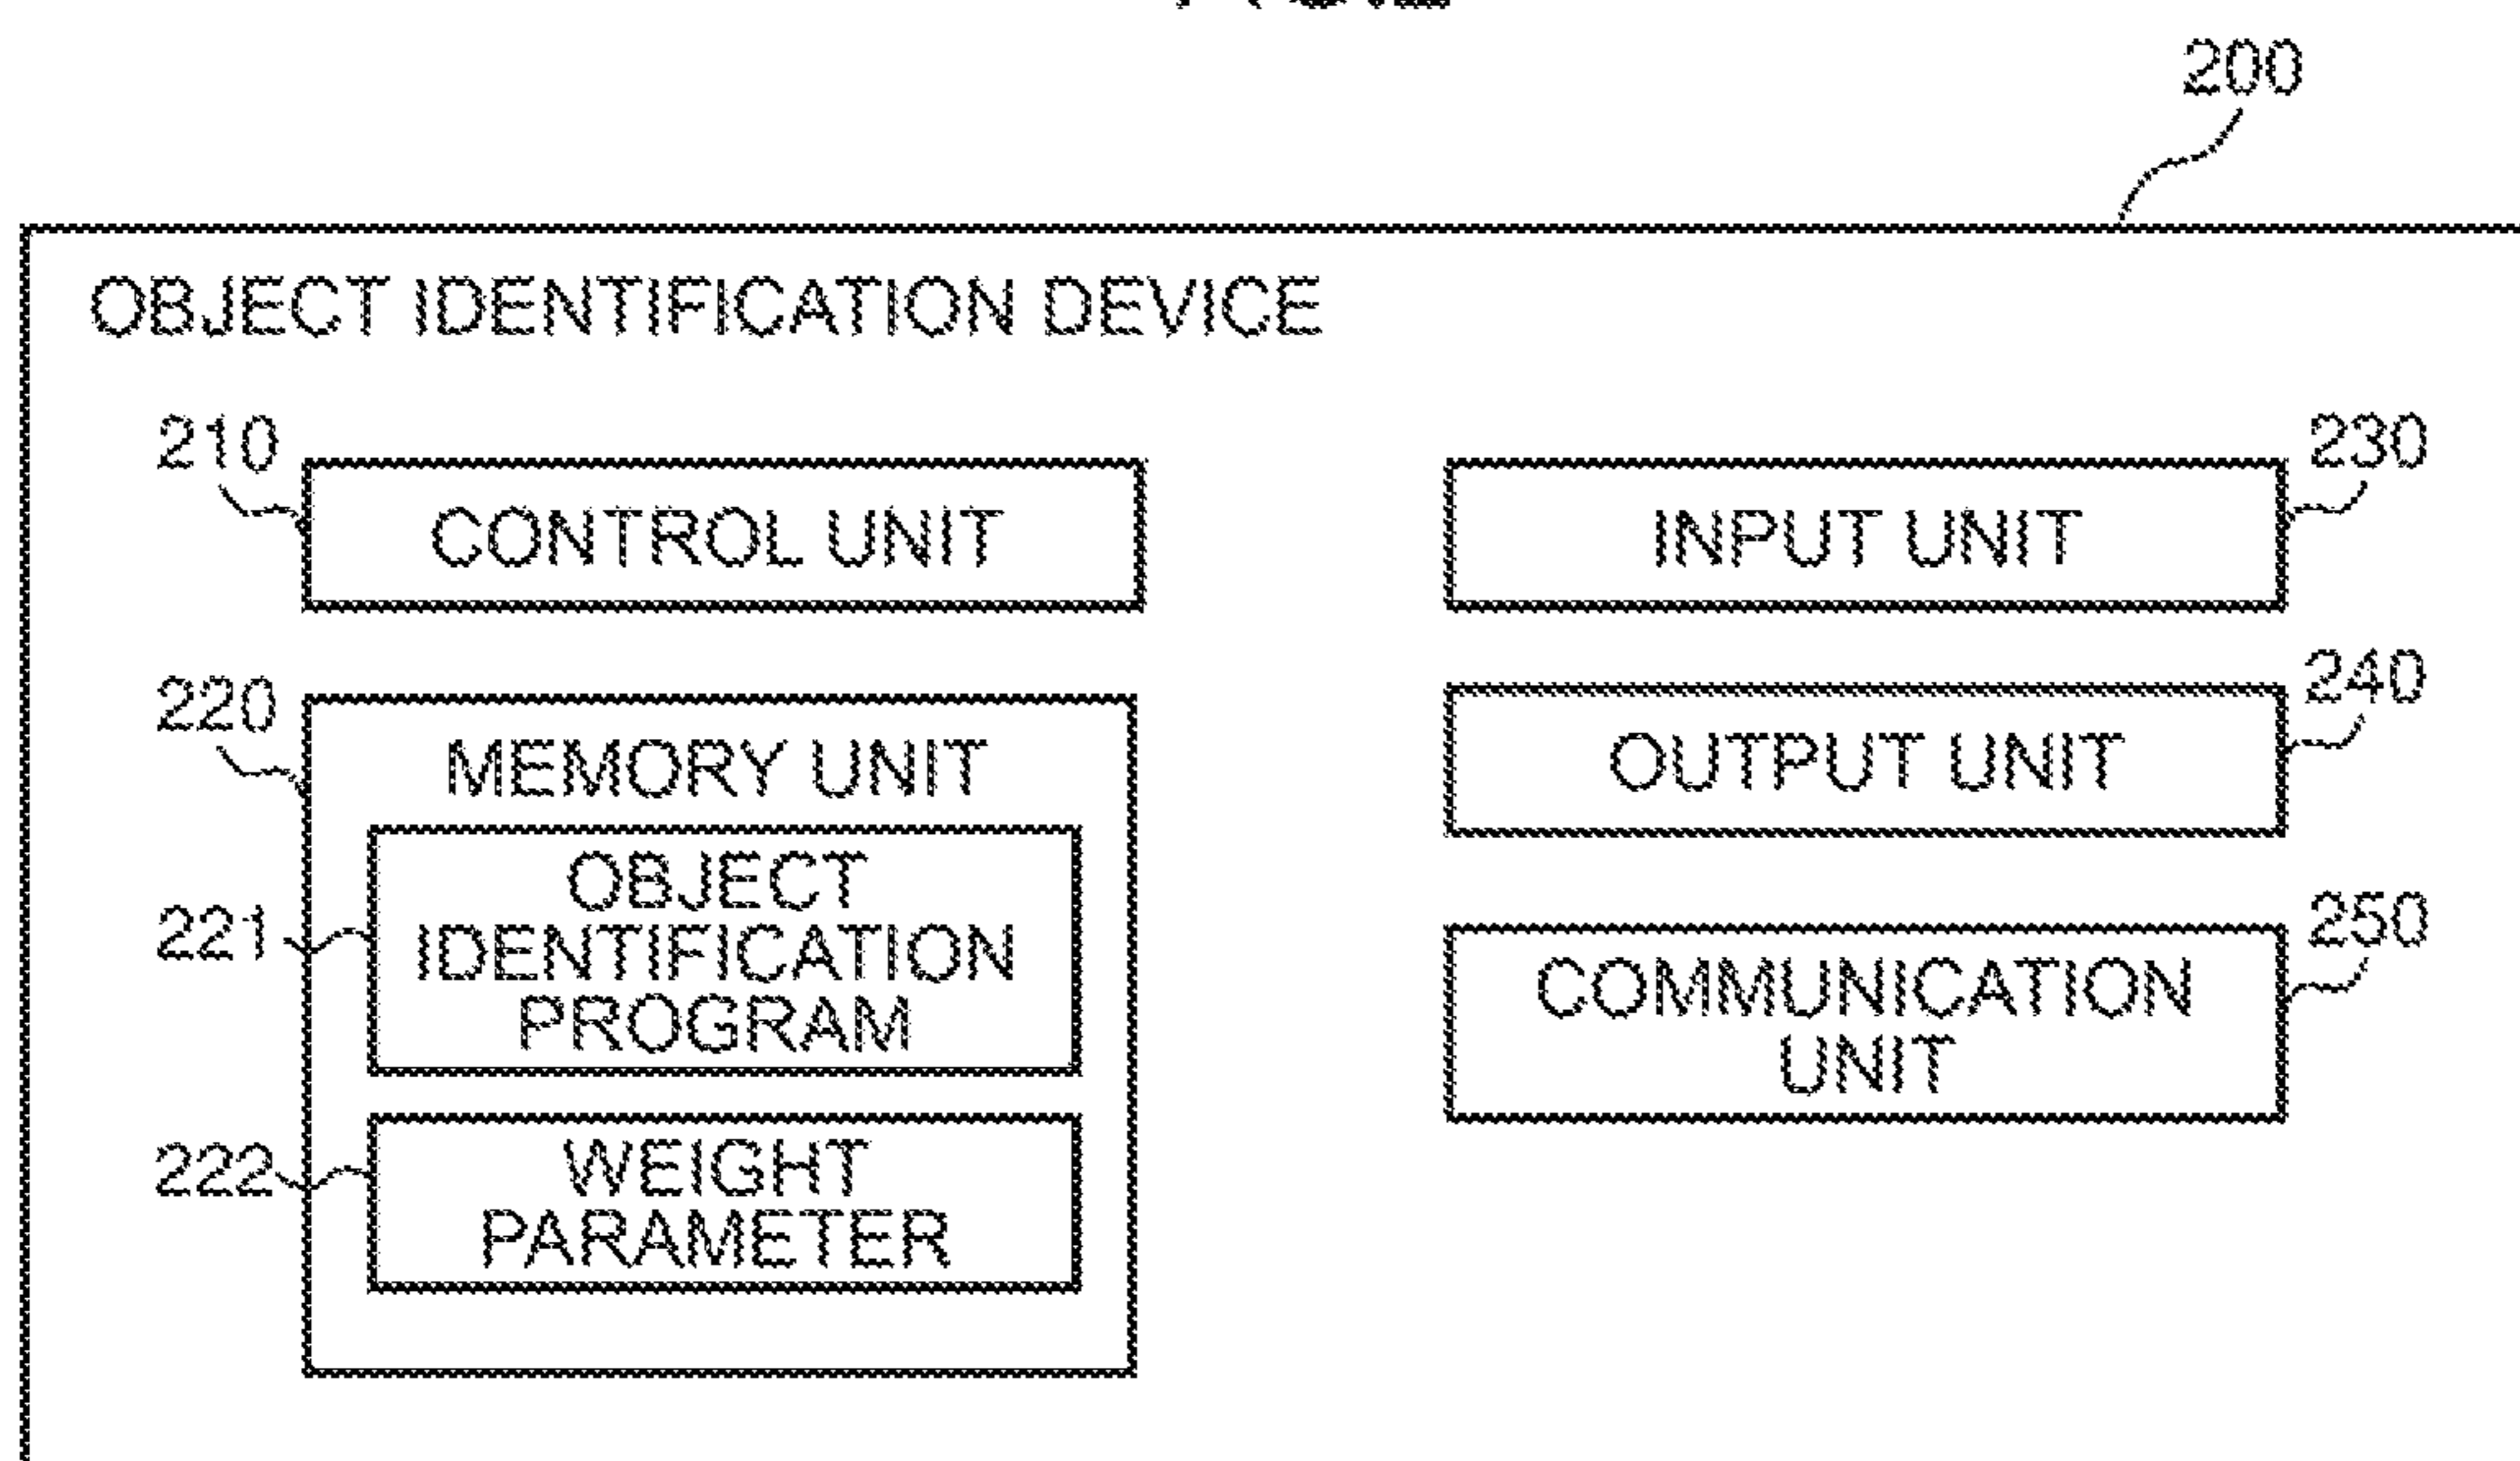 200
OBJECT IDENTIFICATION DEVICE
210
CONTROL UNIT
230
INPUT UNIT
220
MEMORY UNIT
240
OUTPUT UNIT
221
OBJECT
IDENTIFICATION
PROGRAM
250
COMMUNICATION
UNIT
222
WEIGHT
PARAMETER